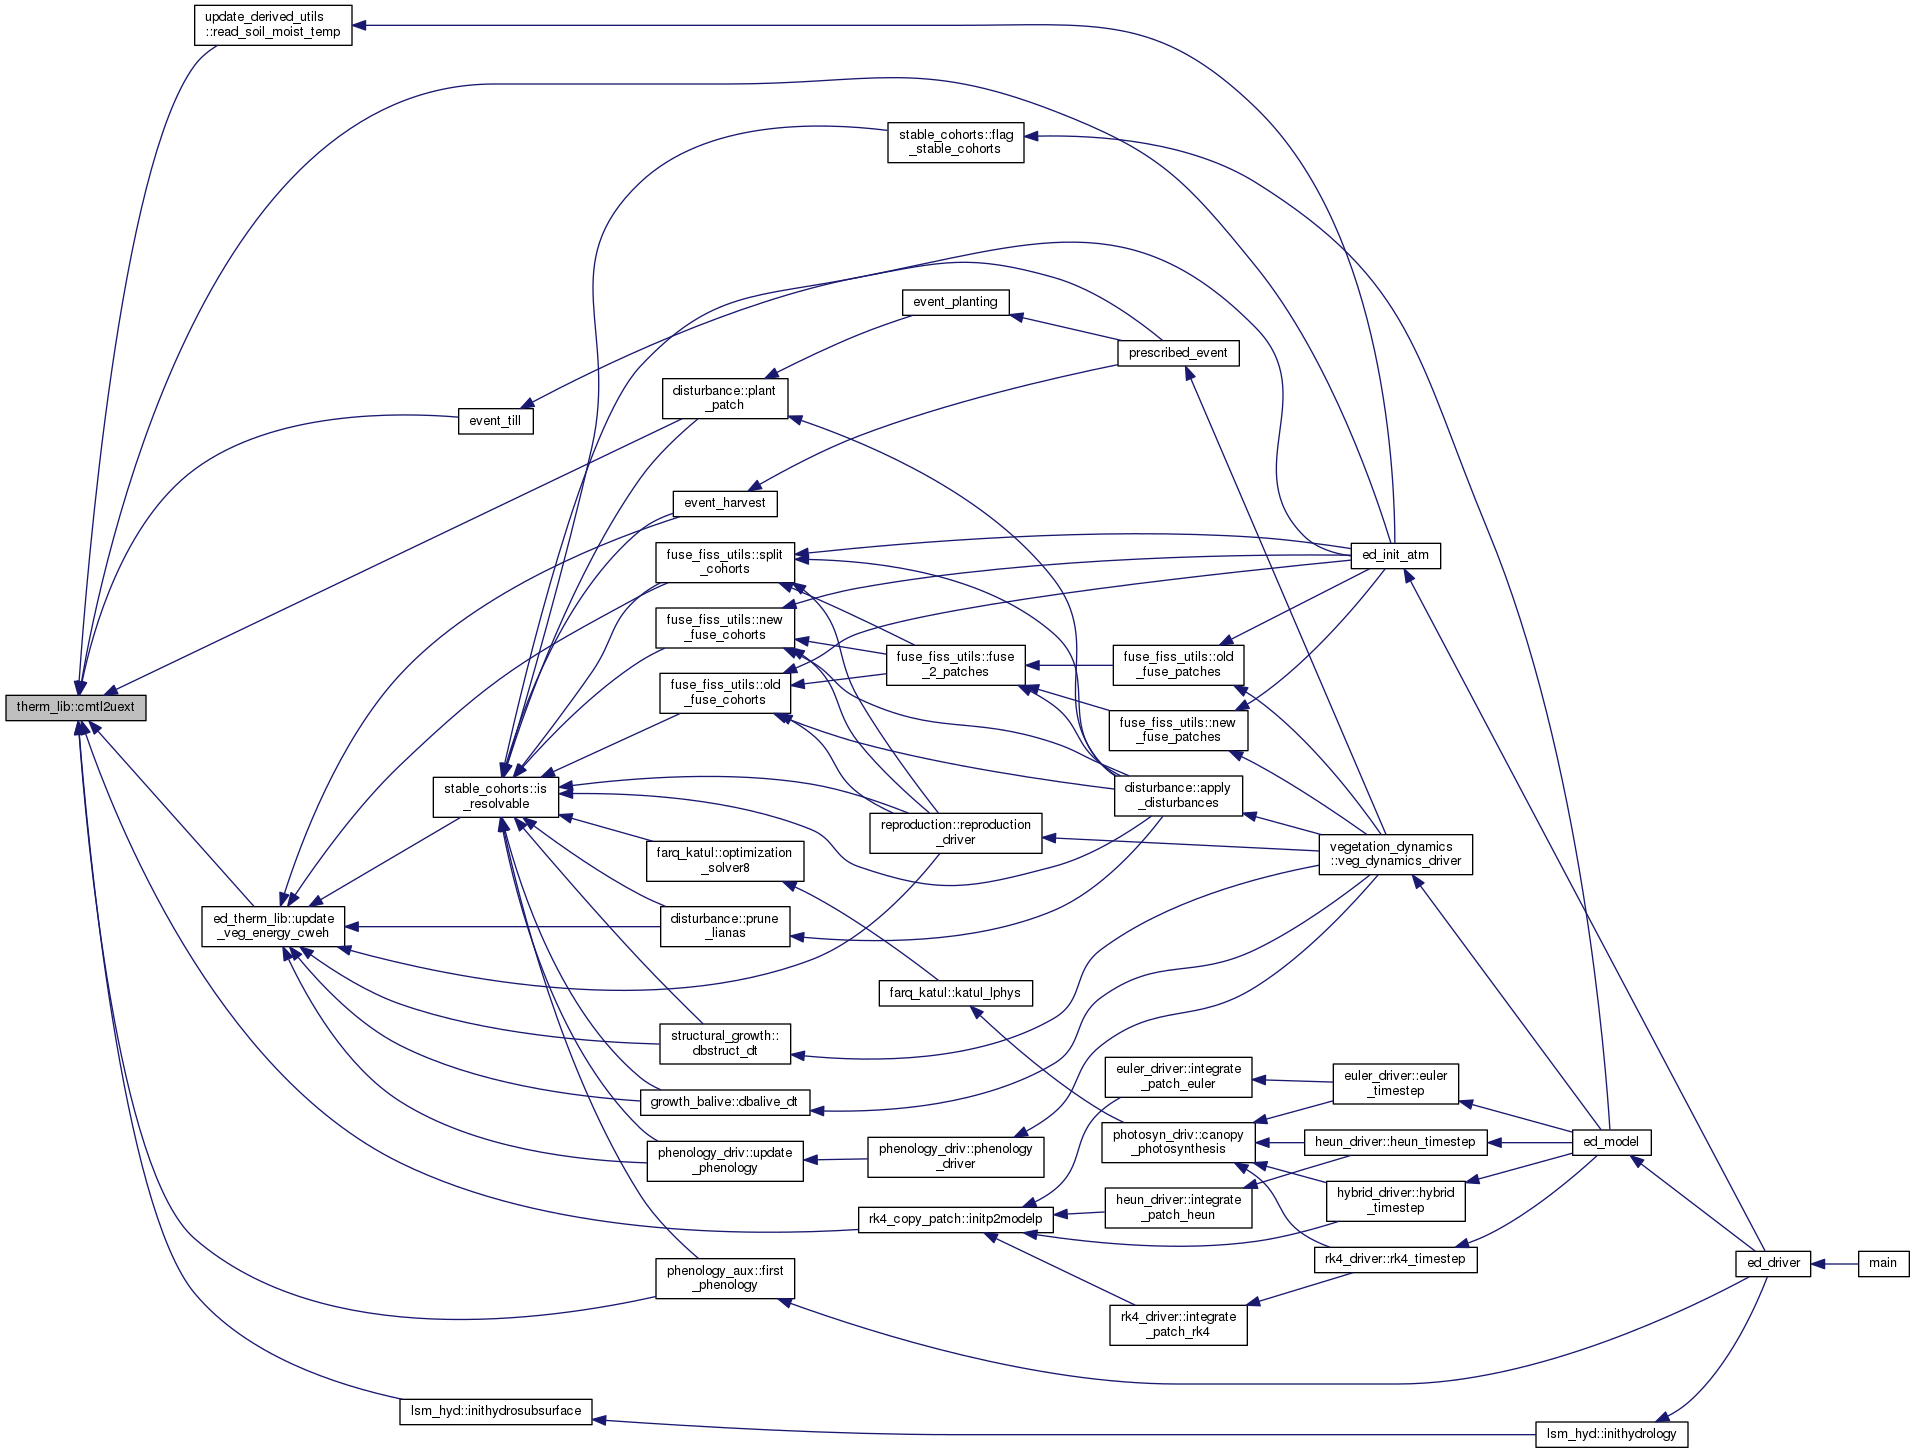 update_derived_utils
::read_soil_moist_temp
stable_cohorts::flag
_stable_cohorts
event_planting
prescribed_event
disturbance::plant
_patch
event_till
event_harvest
fuse_fiss_utils::split
_cohorts
ed_init_atm
fuse_fiss_utils::new
_fuse_cohorts
fuse_fiss_utils::fuse
_2_patches
fuse_fiss_utils::old
_fuse_patches
fuse_fiss_utils::old
_fuse_cohorts
therm_lib::cmtl2uext
fuse_fiss_utils::new
_fuse_patches
stable_cohorts::is
_resolvable
disturbance::apply
_disturbances
reproduction::reproduction
_driver
vegetation_dynamics
::veg_dynamics_driver
farq_katul::optimization
_solver8
ed_therm_lib::update
_veg_energy_cweh
disturbance::prune
_lianas
farq_katul::katul_lphys
structural_growth::
dbstruct_dt
euler_driver::integrate
_patch_euler
euler_driver::euler
_timestep
growth_balive::dbalive_dt
photosyn_driv::canopy
_photosynthesis
heun_driver::heun_timestep
ed_model
phenology_driv::update
_phenology
phenology_driv::phenology
_driver
heun_driver::integrate
_patch_heun
hybrid_driver::hybrid
_timestep
rk4_copy_patch::initp2modelp
rk4_driver::rk4_timestep
ed_driver
main
phenology_aux::first
_phenology
rk4_driver::integrate
_patch_rk4
lsm_hyd::inithydrosubsurface
lsm_hyd::inithydrology